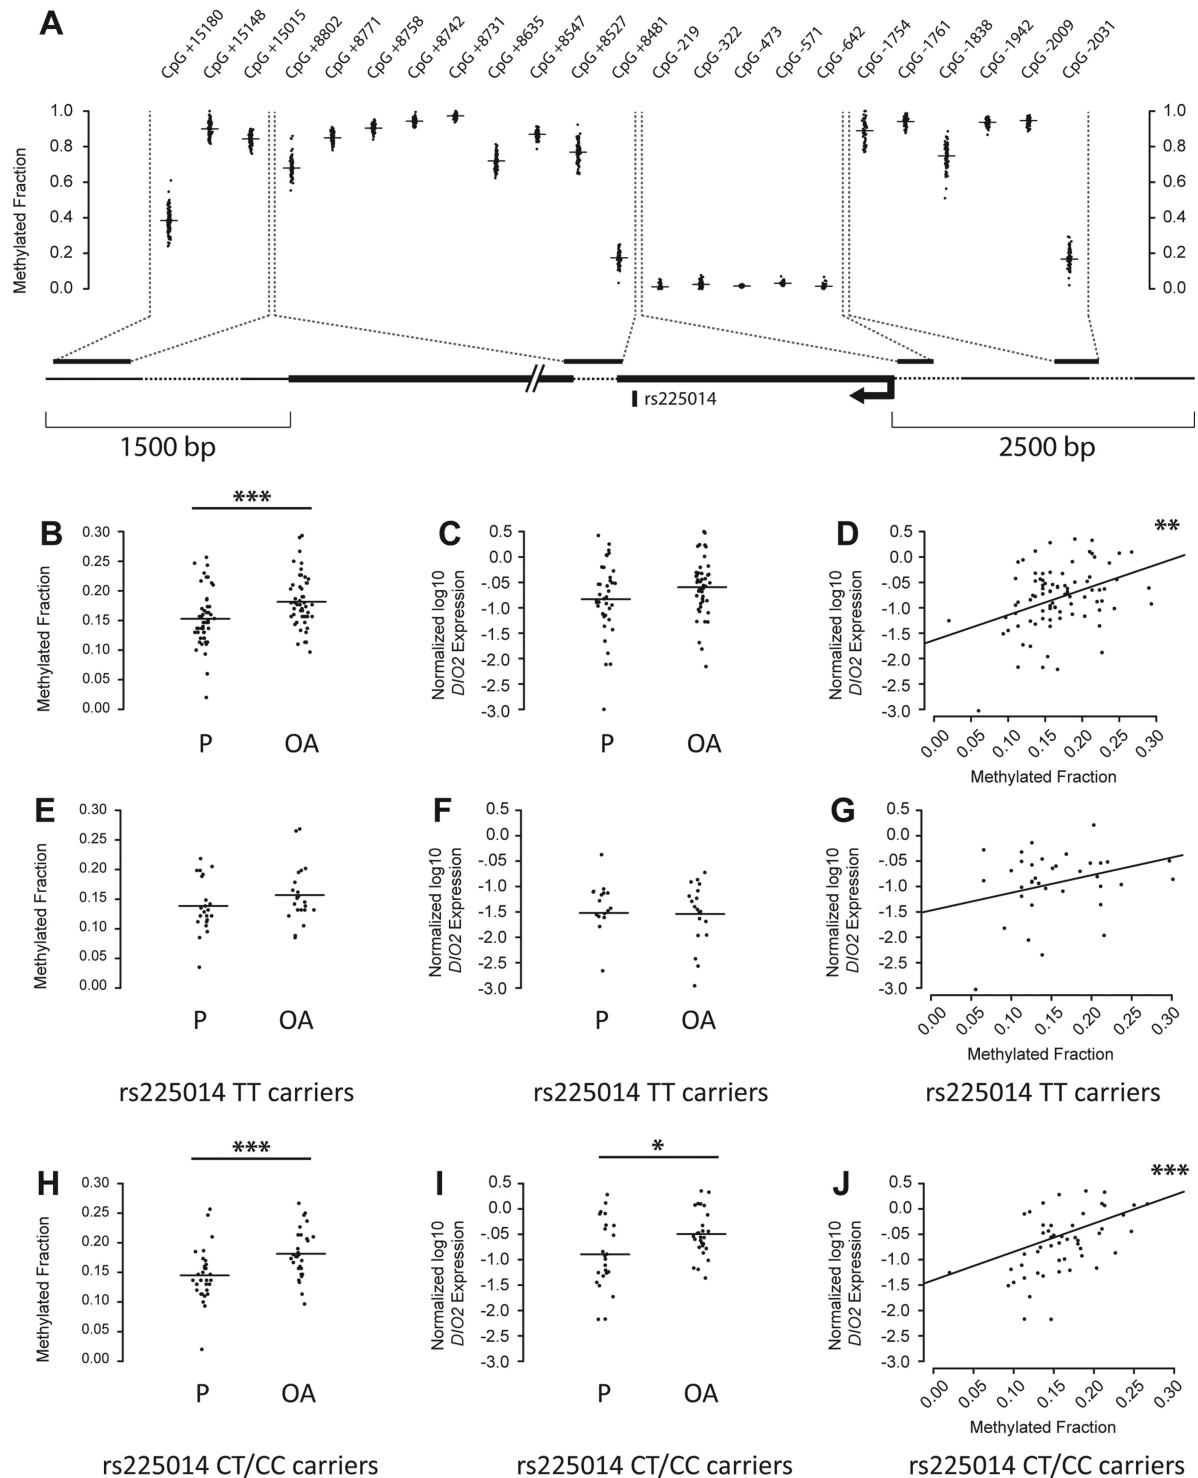 A
CpG +15180
CpG +15148
CpG +15015
CpG +8802
CpG +8771
CpG +8758
CpG +8742
CpG +8731
CpG +8635
CpG +8547
CpG +8527
CpG +8481
CpG -219
CpG -322
CpG -473
CpG -571
CpG -642
CpG -1754
CpG -1761
CpG -1838
CpG -1942
CpG -2009
CpG -2031
Methylated Fraction
1.0
0.8
0.6
0.4
0.2
0.0
1.0
0.8
0.6
0.4
0.2
0.0
rs225014
1500 bp
2500 bp
B
***
Methylated Fraction
0.30
0.25
0.20
0.15
0.10
0.05
0.00
P
OA
C
Normalized log10
DIO2 Expression
0.5
0.0
-.05
-1.0
-1.5
-2.0
-2.5
-3.0
P
OA
D
**
Normalized log10
DIO2 Expression
0.5
0.0
-.05
-1.0
-1.5
-2.0
-2.5
-3.0
0.00
0.05
0.10
0.15
0.20
0.25
0.30
Methylated Fraction
E
Methylated Fraction
0.30
0.25
0.20
0.15
0.10
0.05
0.00
P
OA
rs225014 TT carriers
F
Normalized log10
DIO2 Expression
0.5
0.0
-.05
-1.0
-1.5
-2.0
-2.5
-3.0
P
OA
rs225014 TT carriers
G
Normalized log10
DIO2 Expression
0.5
0.0
-.05
-1.0
-1.5
-2.0
-2.5
-3.0
0.00
0.05
0.10
0.15
0.20
0.25
0.30
Methylated Fraction
rs225014 TT carriers
H
***
Methylated Fraction
0.30
0.25
0.20
0.15
0.10
0.05
0.00
P
OA
rs225014 CT/CC carriers
I
*
Normalized log10
DIO2 Expression
0.5
0.0
-.05
-1.0
-1.5
-2.0
-2.5
-3.0
P
OA
rs225014 CT/CC carriers
J
***
Normalized log10
DIO2 Expression
0.5
0.0
-.05
-1.0
-1.5
-2.0
-2.5
-3.0
0.00
0.05
0.10
0.15
0.20
0.25
0.30
Methylated Fraction
rs225014 CT/CC carriers